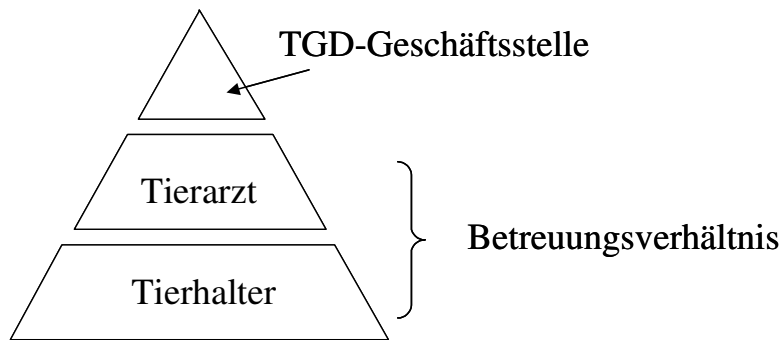 TGD-Geschäftsstelle
Tierarzt
Betreuungsverhältnis
Tierhalter